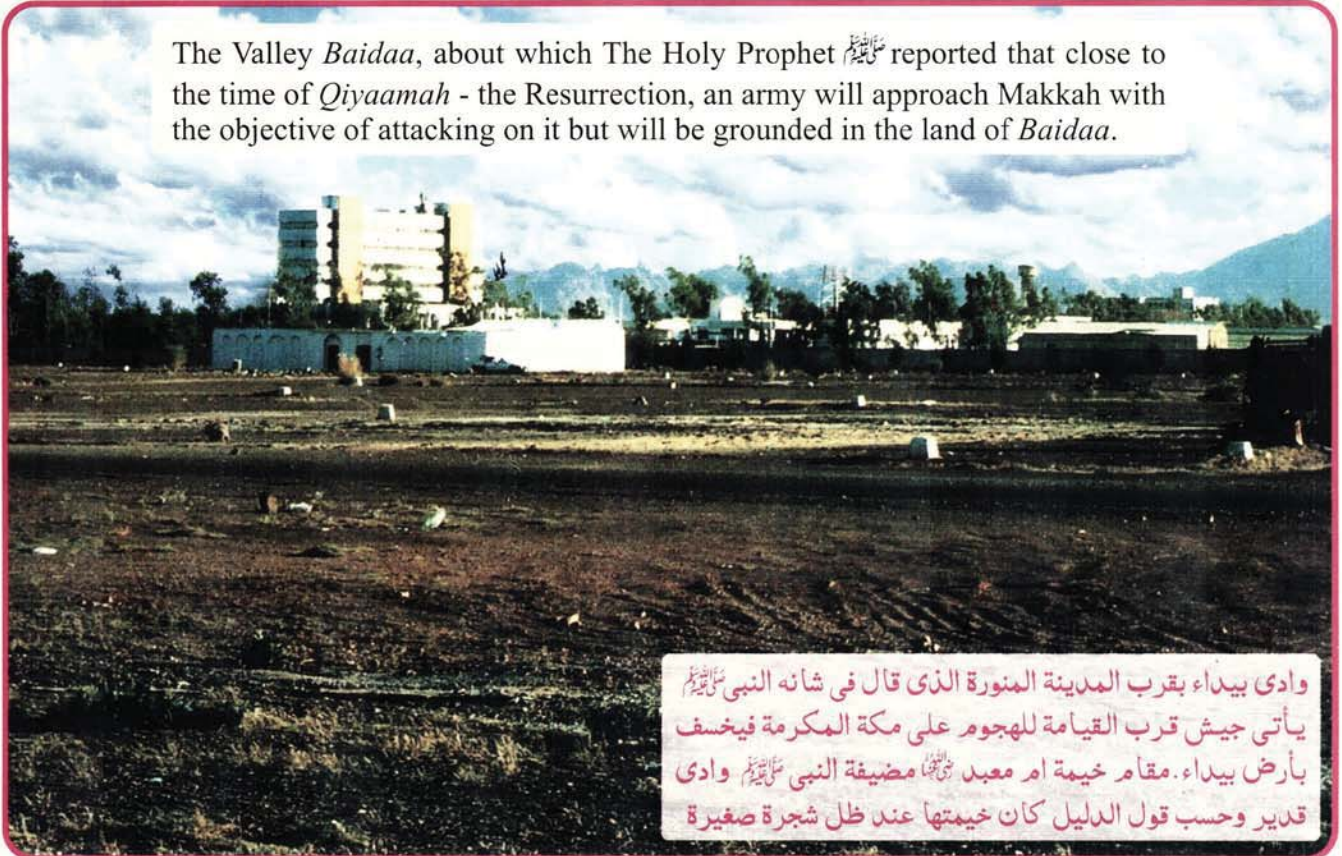 The Valley Baidaa, about which The Holy Prophet ﷺ reported that close to
the time of Qiyaamah - the Resurrection, an army will approach Makkah with
the objective of attacking on it but will be grounded in the land of Baidaa.
وادى بيداء بقرب المدينة المنورة الذى قال فى شانه النبى ﷺ
يأتى جيش قرب القيامة للهجوم على مكة المكرمة فيخسف
بأرض بيداء. مقام خيمة ام معبد رضی اللہ عنہا مضيفة النبى ﷺ وادى
قدير وحسب قول الدليل كان خيمتها عند ظل شجرة صغيرة